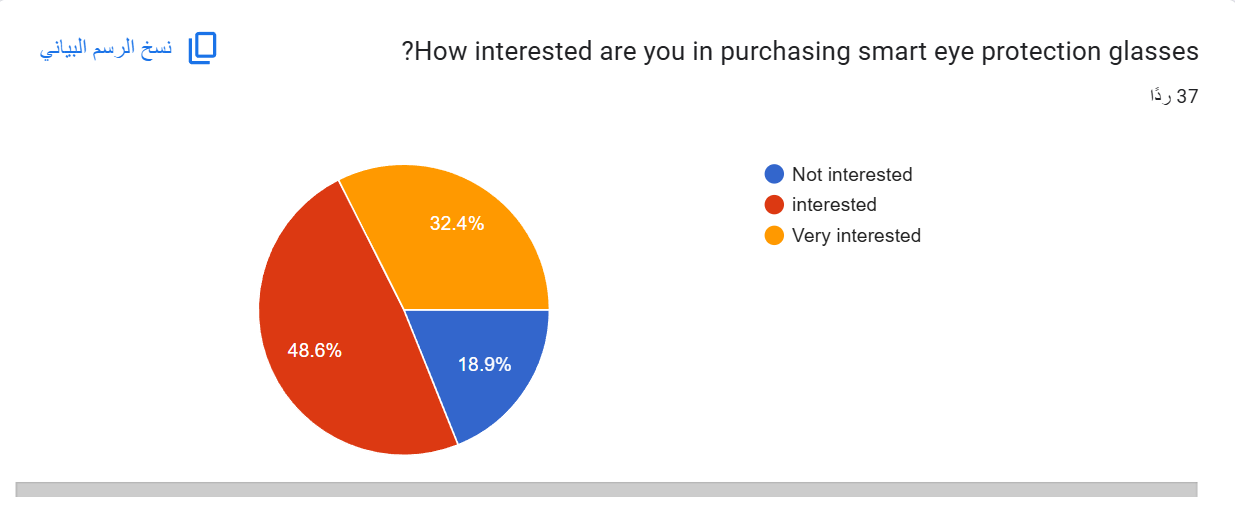 ?How interested are you in purchasing smart eye protection glasses
نسخ الرسم البياني
37 ردًا
Not interested
interested
Very interested
32.4%
48.6%
18.9%